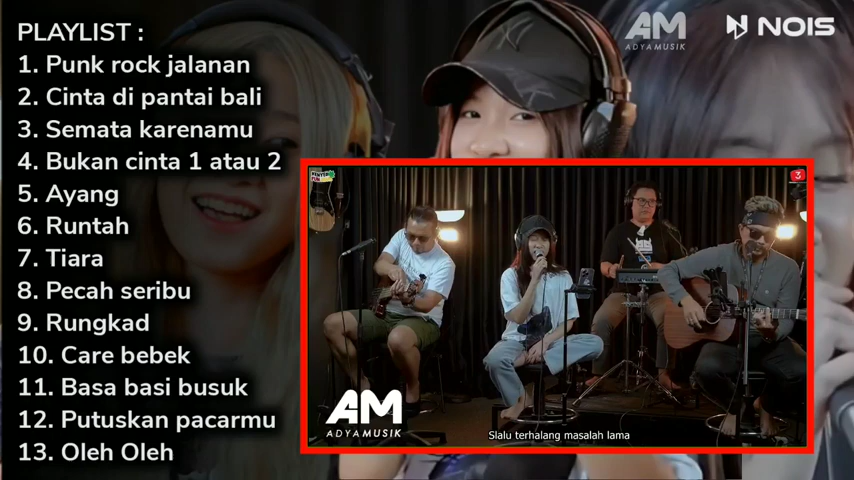 PLAYLIST :
1. Punk rock jalanan
2. Cinta di pantai bali
3. Semata karenamu
4. Bukan cinta 1 atau 2
5. Ayang
6. Runtah
7. Tiara
8. Pecah seribu
9. Rungkad
10. Care bebek
11. Basa basi busuk
12. Putuskan pacarmu
13. Oleh Oleh
AM
ADYAMUSIK
NOIS
3
AM
ADYAMUSIK
Slalu terhalang masalah lama